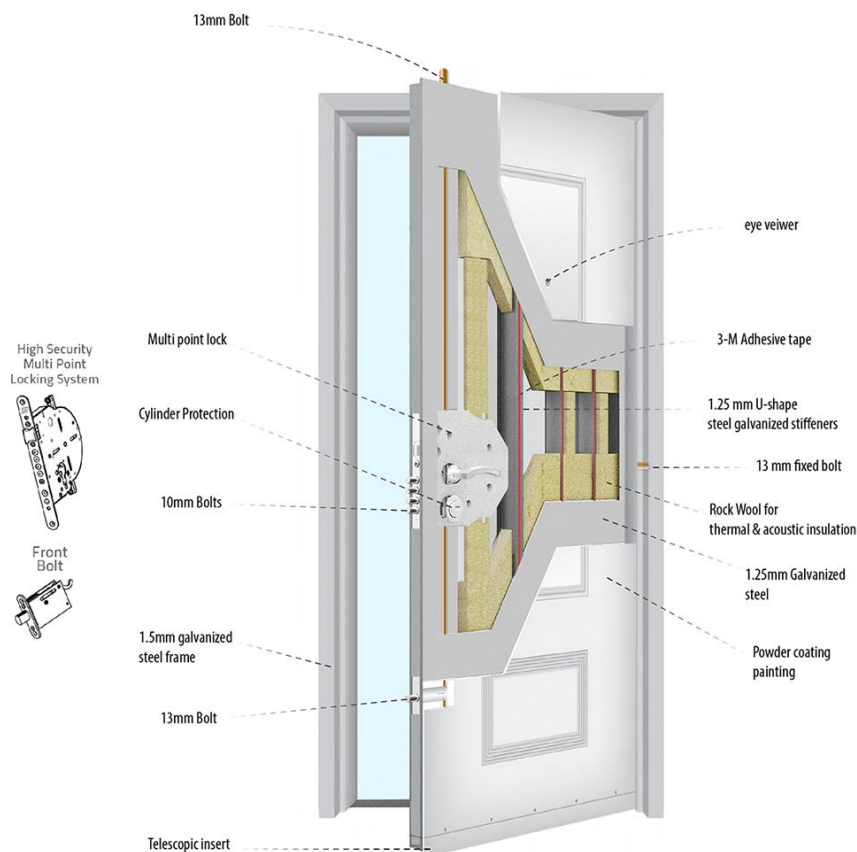 13mm Bolt
eye veiwer
Multi point lock
3-M Adhesive tape
High Security
Multi Point
Locking System
Cylinder Protection
1.25 mm U-shape
steel galvanized stiffeners
13 mm fixed bolt
10mm Bolts
Rock Wool for
thermal & acoustic insulation
Front
Bolt
1.25mm Galvanized
steel
1.5mm galvanized
steel frame
Powder coating
painting
13mm Bolt
Telescopic insert